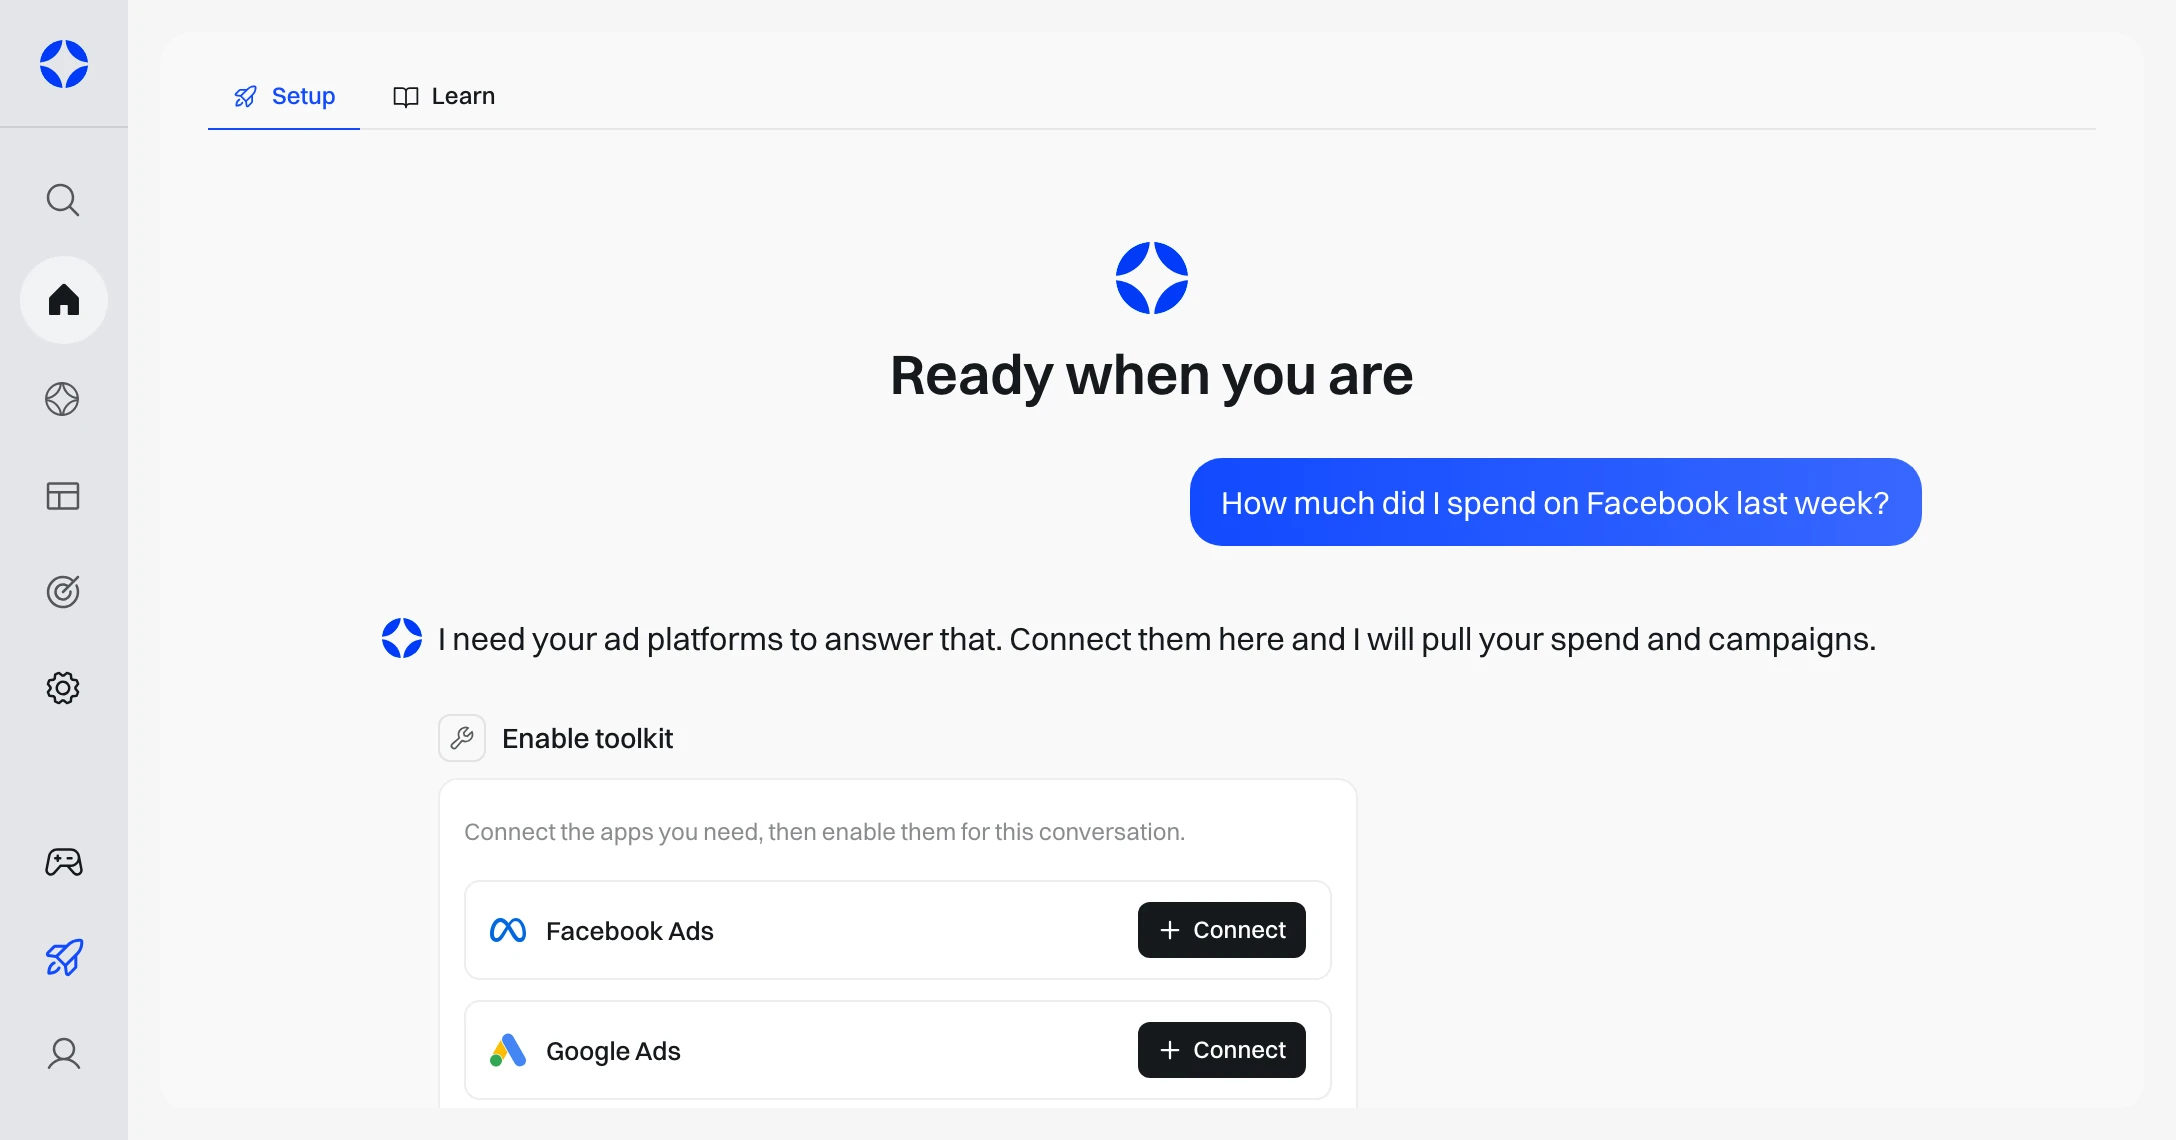 Setup
Learn
Ready when you are
How much did I spend on Facebook last week?
I need your ad platforms to answer that. Connect them here and I will pull your spend and campaigns.
Enable toolkit
Connect the apps you need, then enable them for this conversation.
Facebook Ads
Connect
Google Ads
Connect